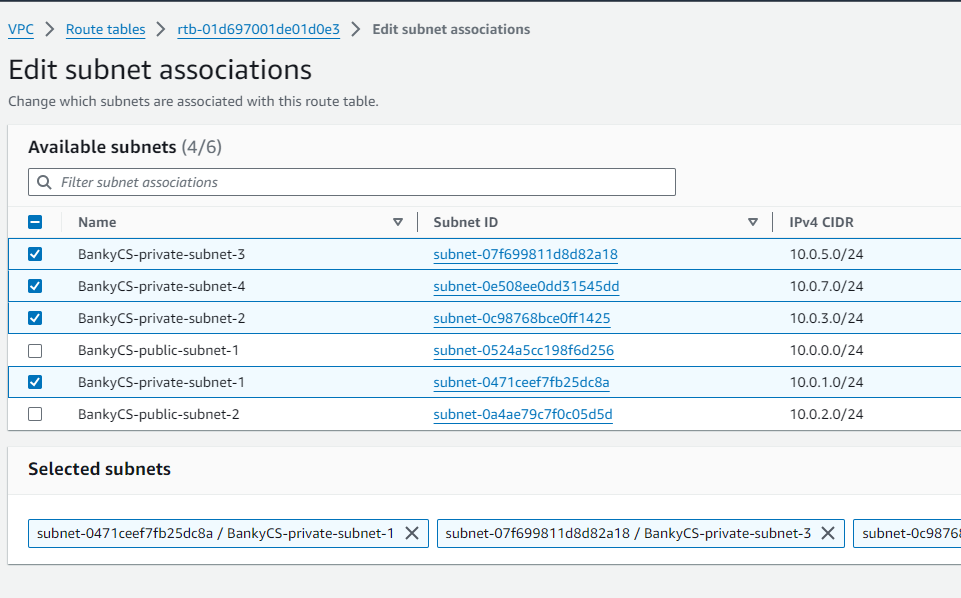 VPC > Route tables > rtb-01d697001de01d0e3 > Edit subnet associations
Edit subnet associations
Change which subnets are associated with this route table.
Available subnets (4/6)
Filter subnet associations
Name Subnet ID IPv4 CIDR
BankyCS-private-subnet-3 subnet-07f699811d8d82a18 10.0.5.0/24
BankyCS-private-subnet-4 subnet-0e508ee0dd31545dd 10.0.7.0/24
BankyCS-private-subnet-2 subnet-0c98768bce0ff1425 10.0.3.0/24
BankyCS-public-subnet-1 subnet-0524a5cc198f6d256 10.0.0.0/24
BankyCS-private-subnet-1 subnet-0471ceef7fb25dc8a 10.0.1.0/24
BankyCS-public-subnet-2 subnet-0a4ae79c7f0c05d5d 10.0.2.0/24
Selected subnets
subnet-0471ceef7fb25dc8a / BankyCS-private-subnet-1 subnet-07f699811d8d82a18 / BankyCS-private-subnet-3 subnet-0c9876